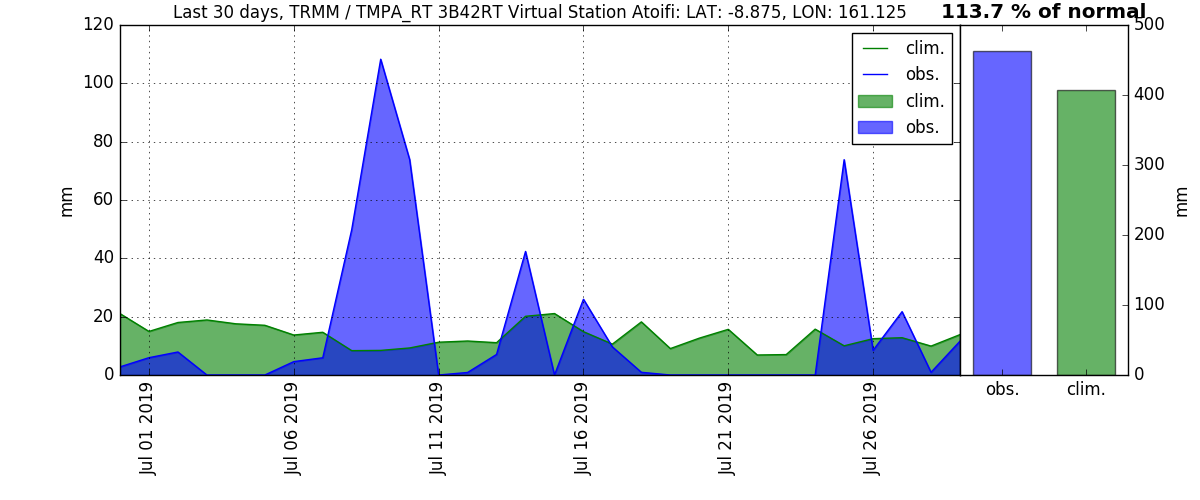 Last 30 days, TRMM / TMPA_RT 3B42RT Virtual Station Atoifi: LAT: -8.875, LON: 161.125
113.7 % of normal
120
100
80
60
40
20
0
mm
clim.
obs.
clim.
obs.
500
400
300
200
100
0
mm
Jul 01 2019
Jul 06 2019
Jul 11 2019
Jul 16 2019
Jul 21 2019
Jul 26 2019
obs.
clim.